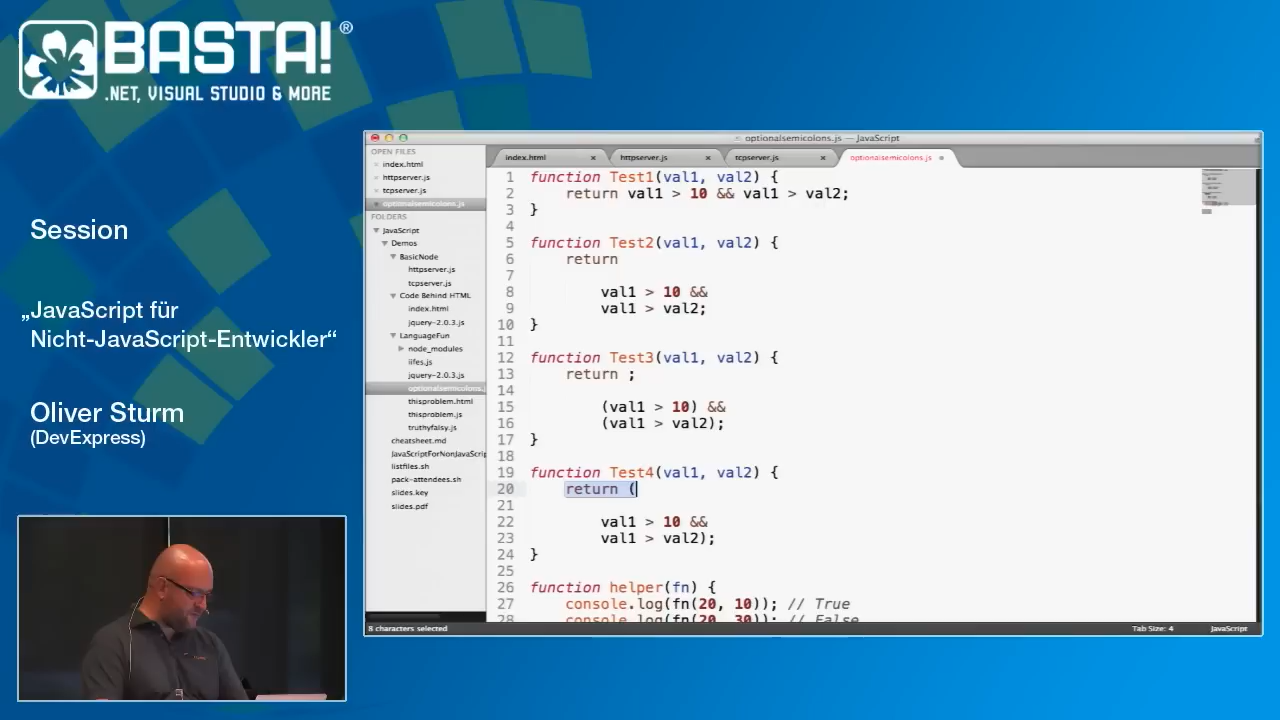 BASTA!®
.NET, VISUAL STUDIO & MORE
Session
„JavaScript für
Nicht-JavaScript-Entwickler“
Oliver Sturm
(DevExpress)
optionalsemicolons.js — JavaScript
OPEN FILES
index.html
httpserver.js
tcpserver.js
optionalsemicolons.js
FOLDERS
JavaScript
Demos
BasicNode
httpserver.js
tcpserver.js
Code Behind HTML
index.html
jquery-2.0.3.js
LanguageFun
node_modules
iifes.js
jquery-2.0.3.js
optionalsemicolons.j
thisproblem.html
thisproblem.js
truthyfalsy.js
cheatsheet.md
JavaScriptForNonJavaScrip
listfiles.sh
pack-attendees.sh
slides.key
slides.pdf
index.html httpserver.js tcpserver.js optionalsemicolons.js
1 function Test1(val1, val2) {
2 return val1 > 10 && val1 > val2;
3 }
4
5 function Test2(val1, val2) {
6 return
7
8 val1 > 10 &&
9 val1 > val2;
10 }
11
12 function Test3(val1, val2) {
13 return ;
14
15 (val1 > 10) &&
16 (val1 > val2);
17 }
18
19 function Test4(val1, val2) {
20 return (
21
22 val1 > 10 &&
23 val1 > val2);
24 }
25
26 function helper(fn) {
27 console.log(fn(20, 10)); // True
28 console.log(fn(20, 30)); // False
8 characters selected
Tab Size: 4 JavaScript